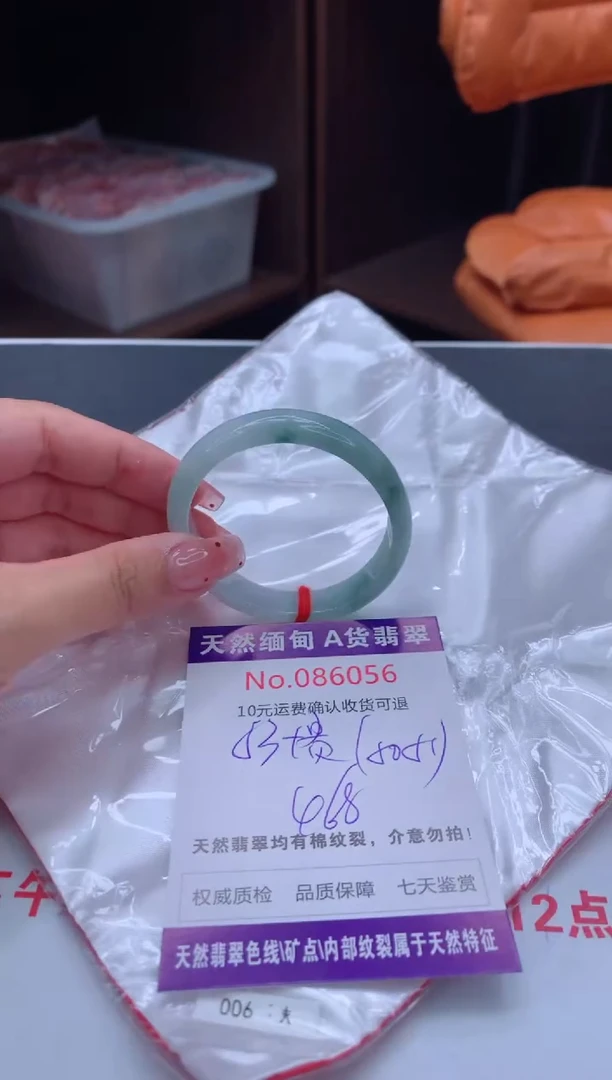 天然缅甸 A货翡翠
No.086056
10元运费确认收货可退
468
天然翡翠均有棉纹裂，介意勿拍！
权威质检 品质保障 七天鉴赏
天然翡翠色线\矿点\内部纹裂属于天然特征
12点
006